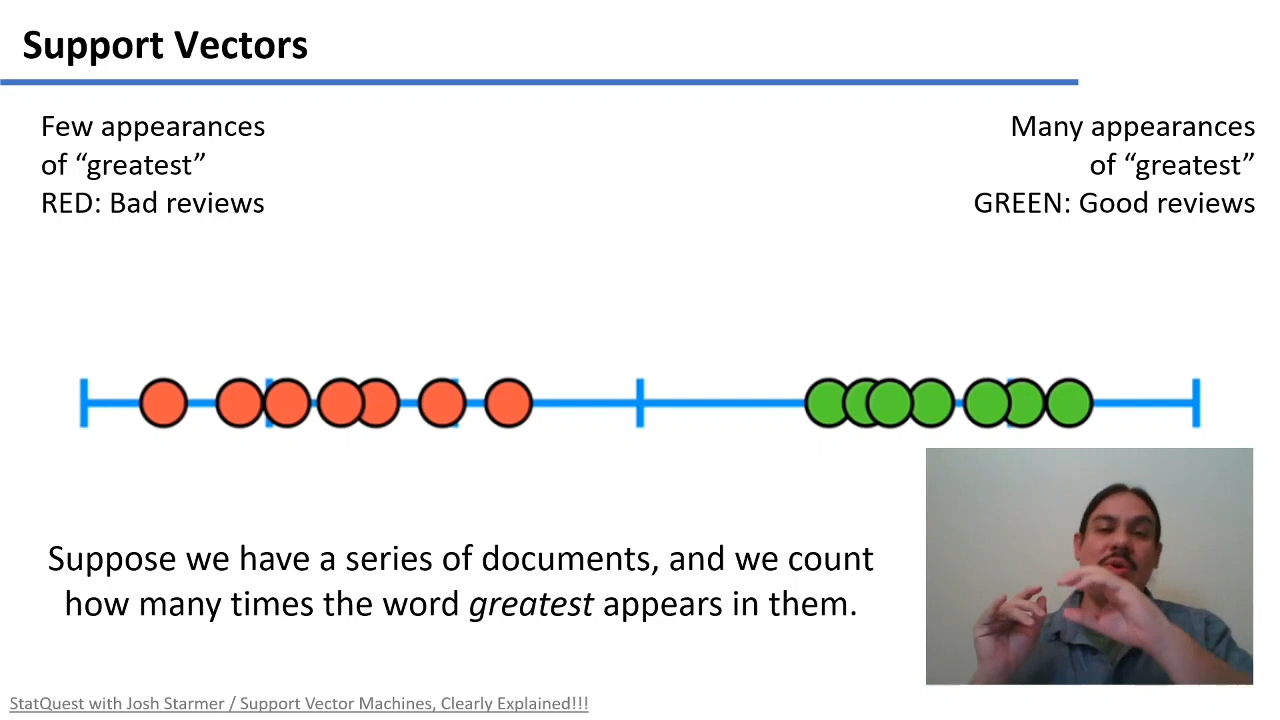 Support Vectors
Few appearances
of “greatest”
RED: Bad reviews
Many appearances
of “greatest”
GREEN: Good reviews
Suppose we have a series of documents, and we count
how many times the word greatest appears in them.
StatQuest with Josh Starmer / Support Vector Machines, Clearly Explained!!!